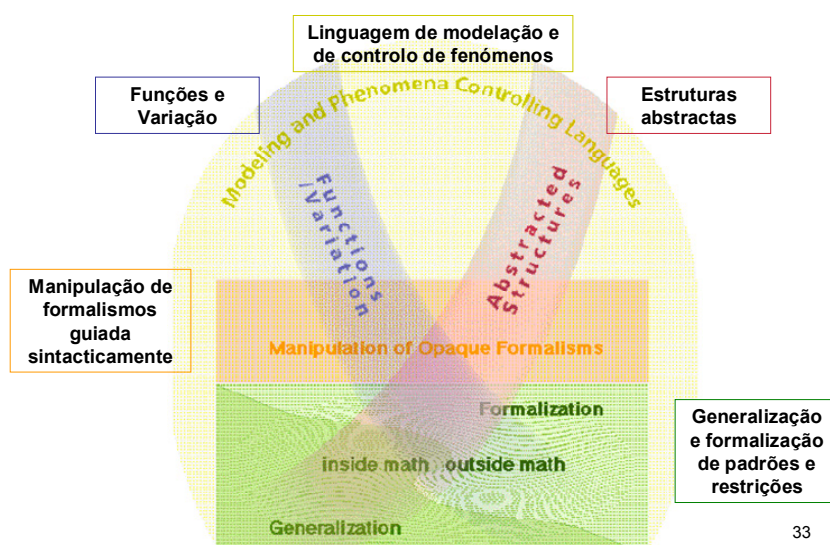 Linguagem de modelação e
de controlo de fenómenos
Funções e
Variação
Estruturas
abstractas
Modeling and Phenomena Controlling Languages
Functions
/Variation
Abstracted
Structures
Manipulação de
formalismos
guiada
sintacticamente
Manipulation of Opaque Formalisms
Formalization
Generalização
e formalização
de padrões e
restrições
inside math outside math
Generalization
33